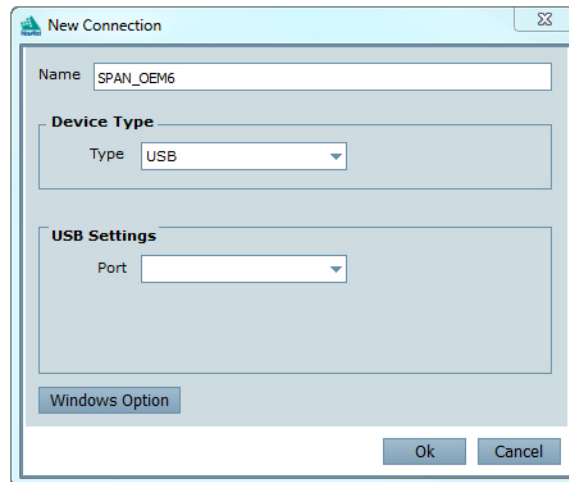 New Connection
Name SPAN_OEM6
Device Type
Type USB
USB Settings
Port
Windows Option
Ok Cancel